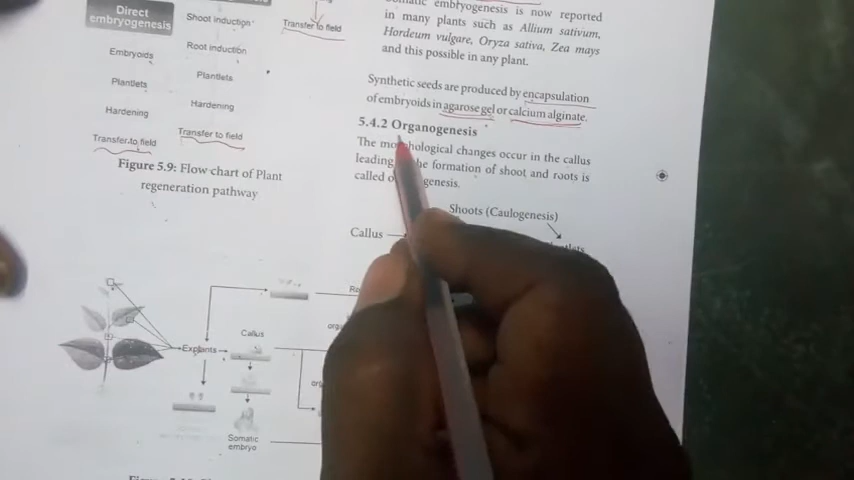 Direct
embryogenesis
Embryoids
Plantlets
Hardening
Transfer to field
Shoot induction
Root induction
Plantlets
Hardening
Transfer to field
Transfer to field
Figure 5.9: Flow chart of Plant
regeneration pathway
embryogenesis is now reported
in many plants such as Allium sativum,
Hordeum vulgare, Oryza sativa, Zea mays
and this possible in any plant.
Synthetic seeds are produced by encapsulation
of embryoids in agarose gel or calcium alginate.
5.4.2 Organogenesis
The morphological changes occur in the callus
leading the formation of shoot and roots is
called
Shoots (Caulogenesis)
Callus
Explants
Callus
Somatic
embryo